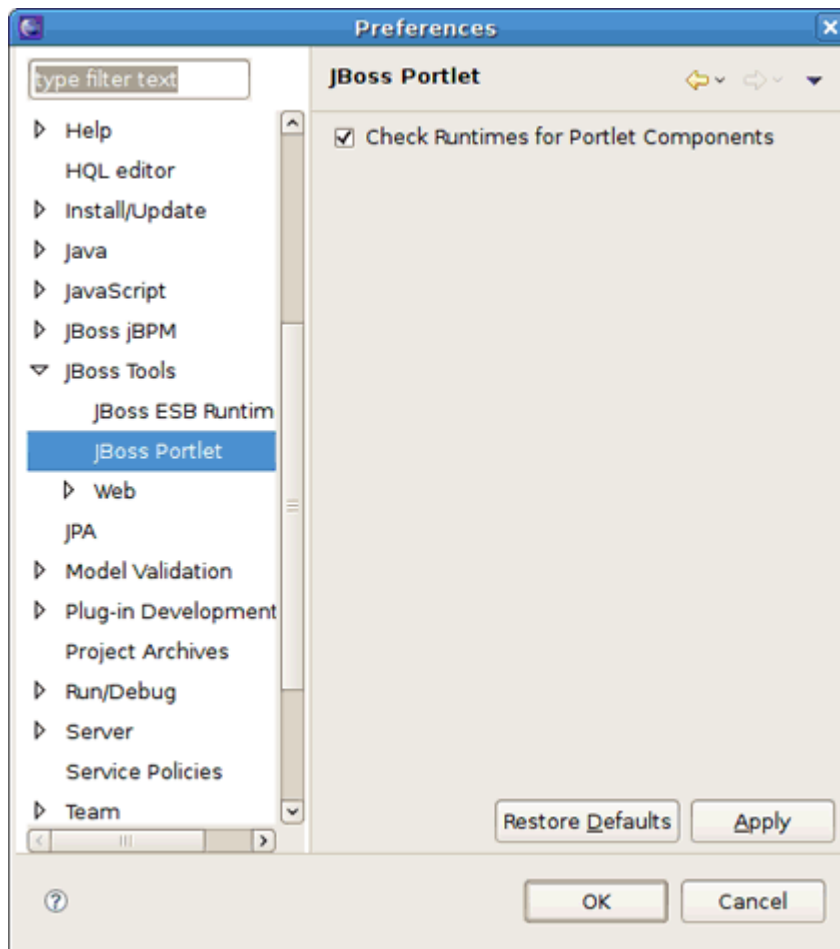 Preferences
type filter text
Help
HQL editor
Install/Update
Java
JavaScript
JBoss jBPM
JBoss Tools
JBoss ESB Runtim
JBoss Portlet
Web
JPA
Model Validation
Plug-in Development
Project Archives
Run/Debug
Server
Service Policies
Team
JBoss Portlet
Check Runtimes for Portlet Components
Restore Defaults Apply
OK Cancel